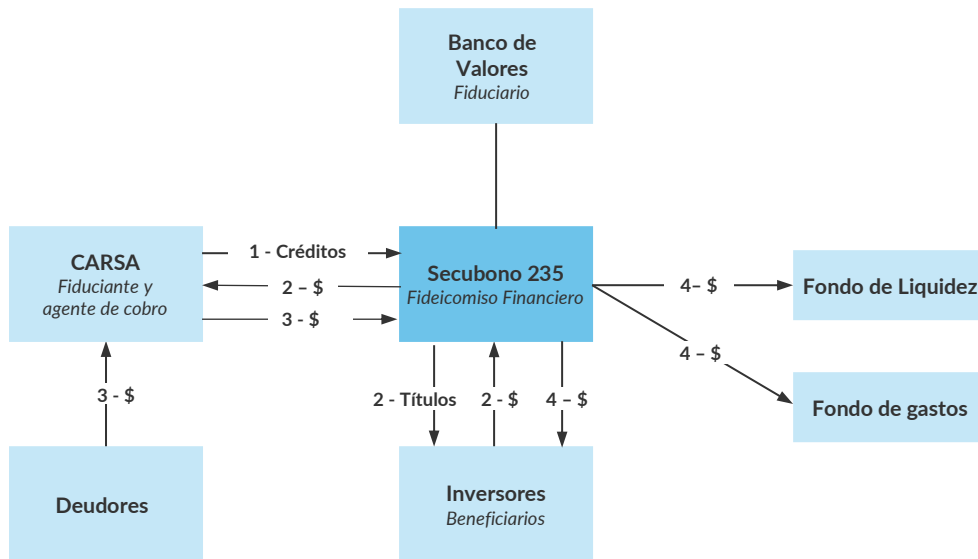 Banco de
Valores
Fiduciario
CARSA
Fiduciante y
agente de cobro
1 - Créditos
2 – $
3 - $
Secubono 235
Fideicomiso Financiero
4– $
Fondo de Liquidez
4 – $
Fondo de gastos
3 - $
2 - Títulos
2 - $
4 – $
Deudores
Inversores
Beneficiarios